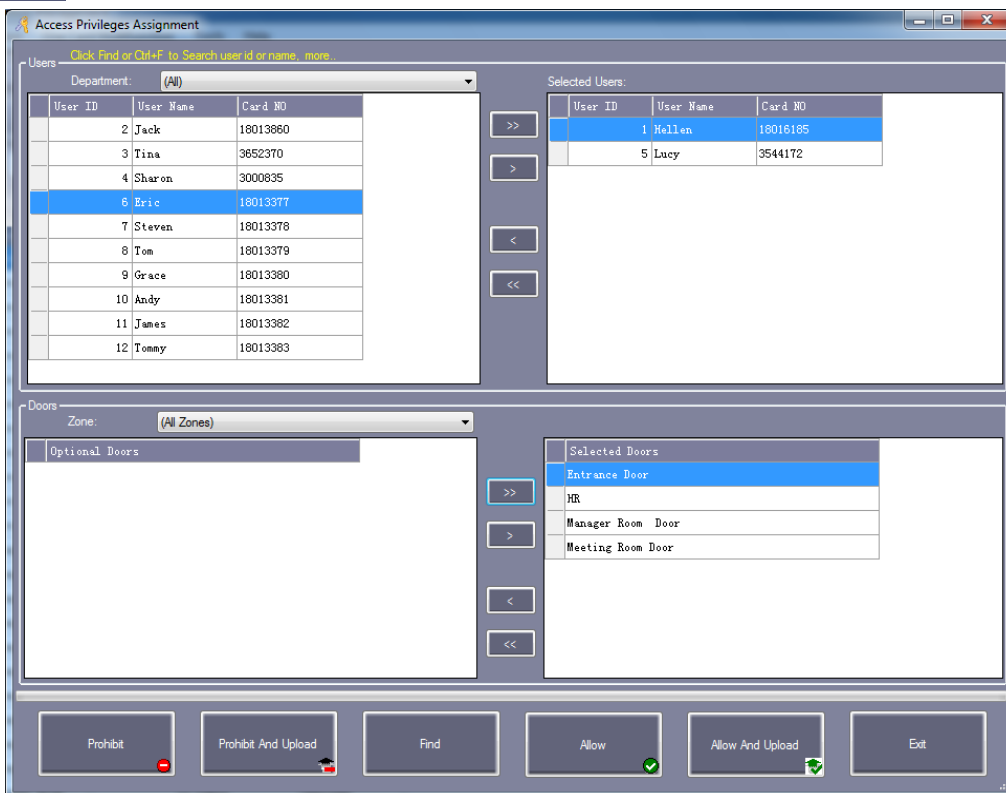 Access Privileges Assignment
Users
Click Find or Ctrl+F to Search user id or name, more..
Department: (All)
User ID User Name Card NO
2 Jack 18013860
3 Tina 3652370
4 Sharon 3000835
6 Eric 18013377
7 Steven 18013378
8 Tom 18013379
9 Grace 18013380
10 Andy 18013381
11 James 18013382
12 Tommy 18013383
>>
>
<
<<
Selected Users:
User ID User Name Card NO
1 Hellen 18016185
5 Lucy 3544172
Doors
Zone: (All Zones)
Optional Doors
>>
>
<
<<
Selected Doors
Entrance Door
HR
Manager Room Door
Meeting Room Door
Prohibit
Prohibit And Upload
Find
Allow
Allow And Upload
Exit